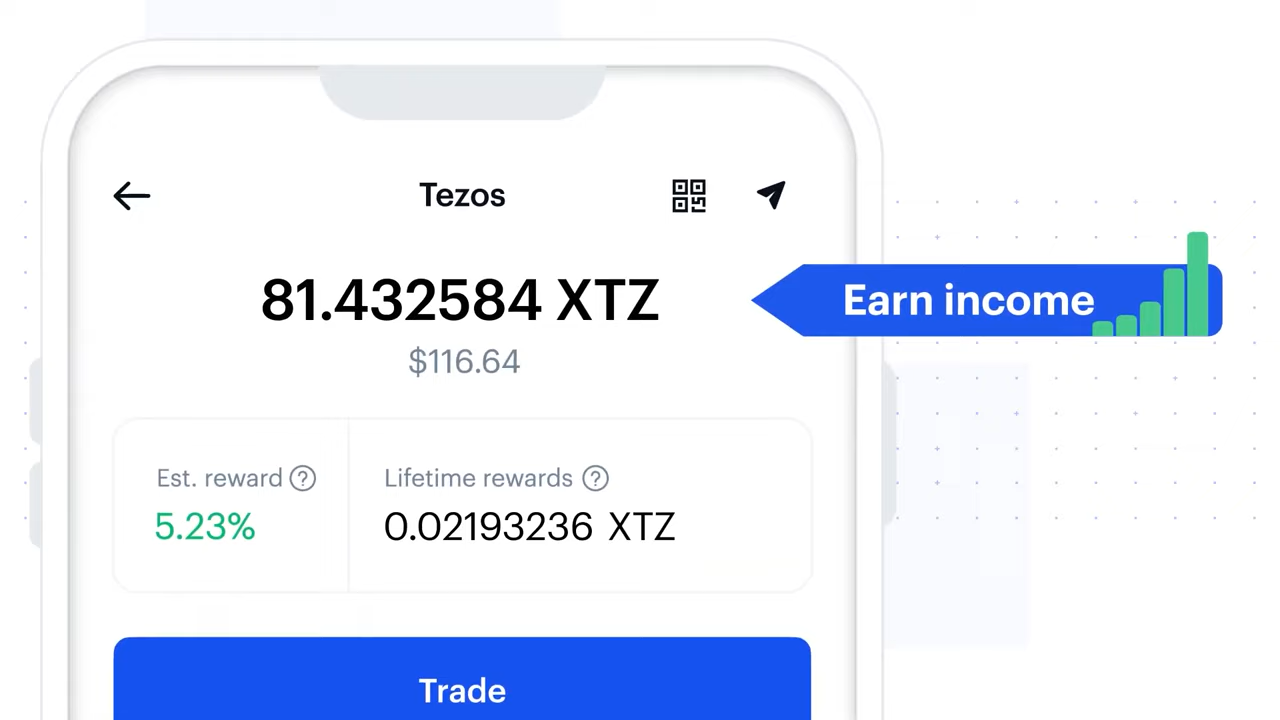 Tezos
81.432584 XTZ
Earn income
$116.64
Est. reward ?
Lifetime rewards ?
5.23%
0.02193236 XTZ
Trade